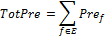 TotPre = ∑_{f∈E} Pre_f